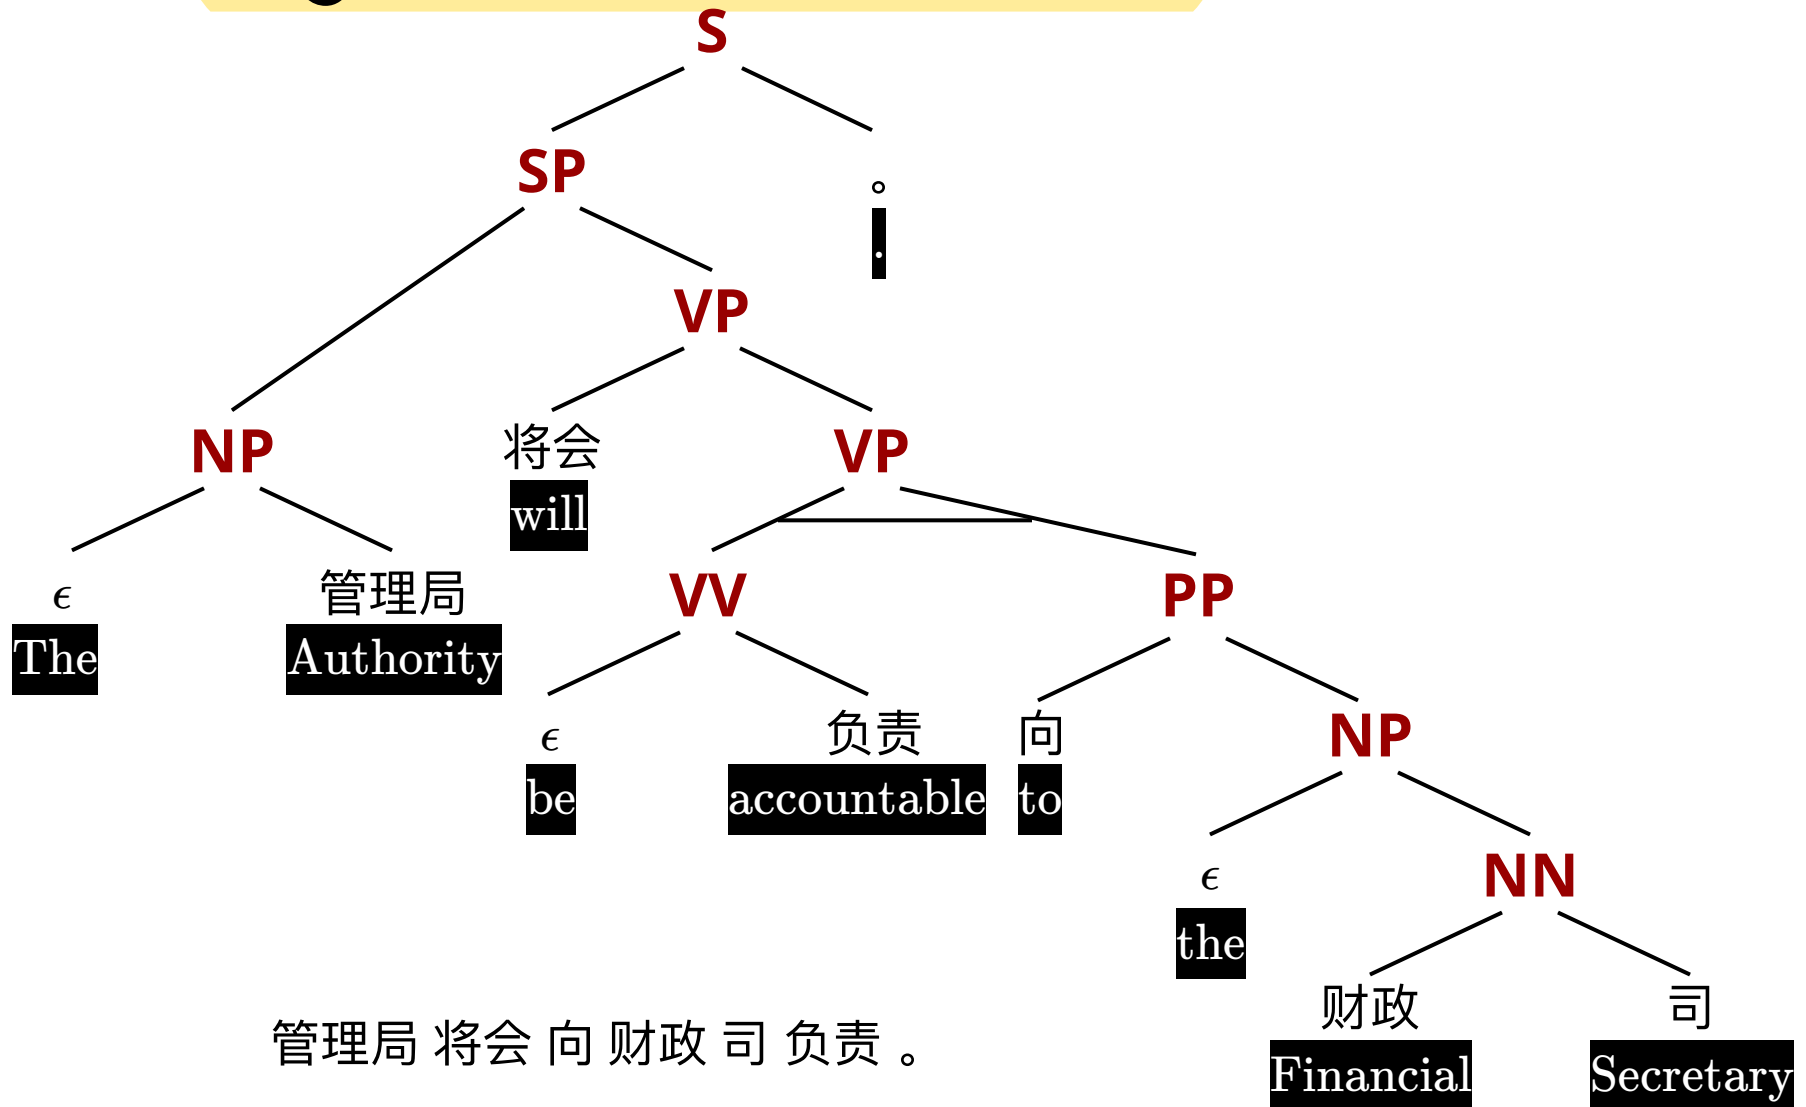 S
SP
。
.
VP
NP
将会
VP
will
ϵ
管理局
VV
PP
The
Authority
ϵ
负责
向
NP
be
accountable
to
ϵ
NN
the
财政
司
管理局 将会 向 财政 司 负责 。
Financial
Secretary